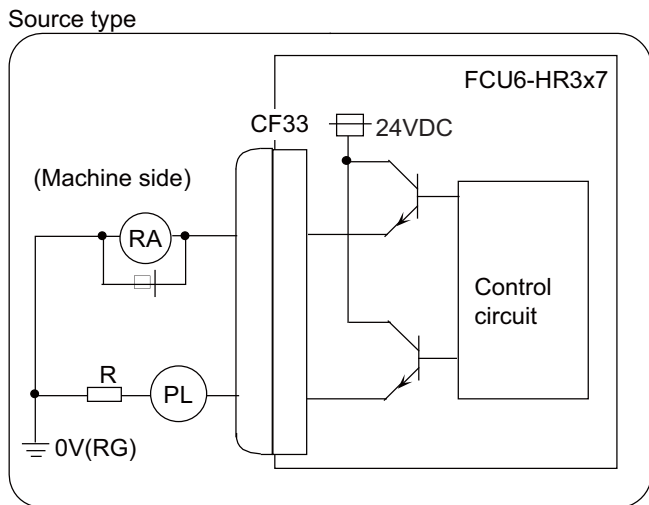 Source type
FCU6-HR3x7
CF33
24VDC
(Machine side)
RA
Control
circuit
R
PL
0V(RG)